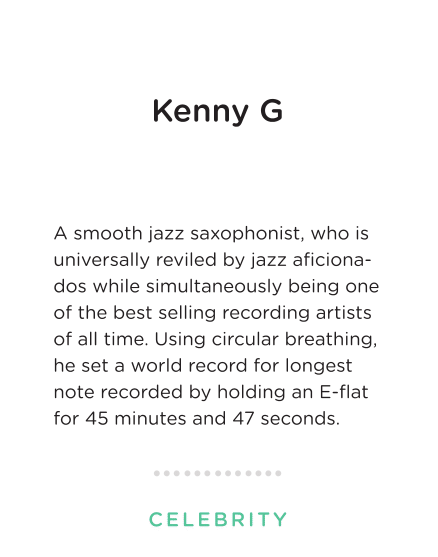 Kenny G
A smooth jazz saxophonist, who is
universally reviled by jazz aficiona-
dos while simultaneously being one
of the best selling recording artists
of all time. Using circular breathing,
he set a world record for longest
note recorded by holding an E-flat
for 45 minutes and 47 seconds.
CELEBRITY